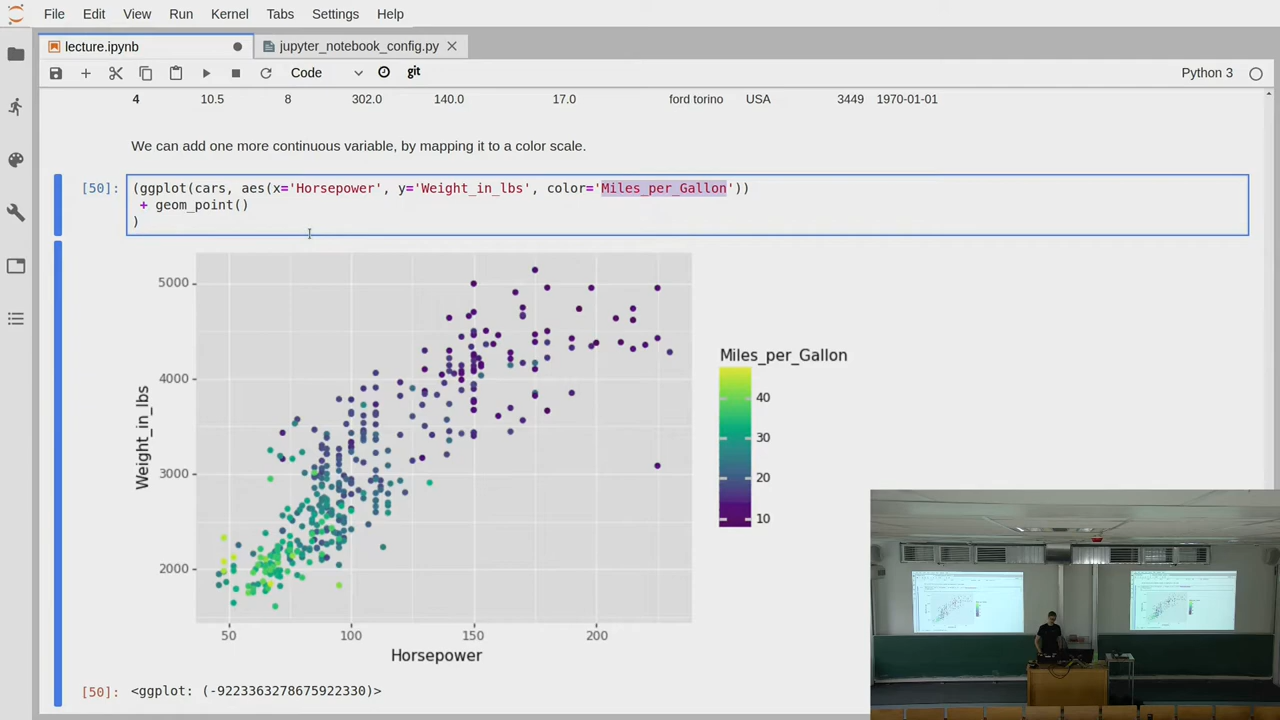 File Edit View Run Kernel Tabs Settings Help
lecture.ipynb jupyter_notebook_config.py
Code git Python 3
4 10.5 8 302.0 140.0 17.0 ford torino USA 3449 1970-01-01
We can add one more continuous variable, by mapping it to a color scale.
[50]: (ggplot(cars, aes(x='Horsepower', y='Weight_in_lbs', color='Miles_per_Gallon'))
+ geom_point()
)
5000
4000
3000
2000
Weight_in_lbs
50 100 150 200
Horsepower
Miles_per_Gallon
40
30
20
10
[50]: <ggplot: (-9223363278675922330)>